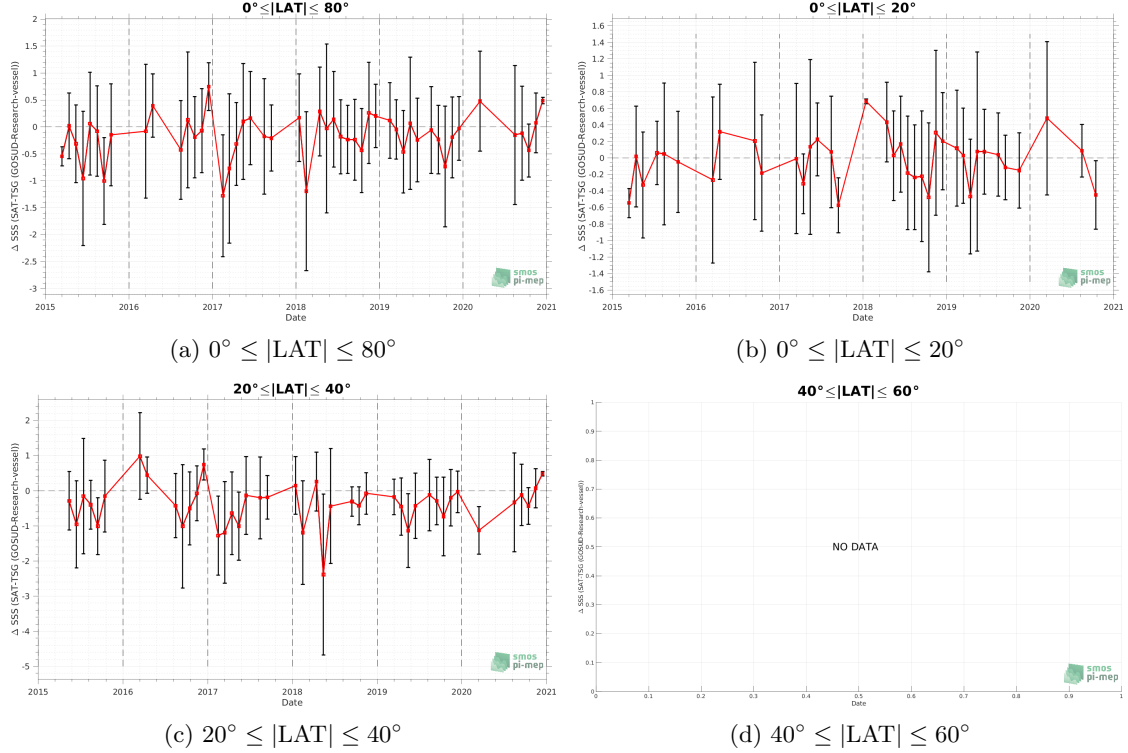 0°≤|LAT|≤ 80°
2
1.5
1
0.5
0
-0.5
-1
-1.5
-2
-2.5
-3
Δ SSS (SAT-TSG (GOSUD-Research-vessel))
2015 2016 2017 2018 2019 2020 2021
Date
smos
pi-mep
(a) 0° ≤ |LAT| ≤ 80°
0°≤|LAT|≤ 20°
1.6
1.4
1.2
1
0.8
0.6
0.4
0.2
0
-0.2
-0.4
-0.6
-0.8
-1
-1.2
-1.4
-1.6
Δ SSS (SAT-TSG (GOSUD-Research-vessel))
2015 2016 2017 2018 2019 2020 2021
Date
smos
pi-mep
(b) 0° ≤ |LAT| ≤ 20°
20°≤|LAT|≤ 40°
2
1
0
-1
-2
-3
-4
-5
Δ SSS (SAT-TSG (GOSUD-Research-vessel))
2015 2016 2017 2018 2019 2020 2021
Date
smos
pi-mep
(c) 20° ≤ |LAT| ≤ 40°
40°≤|LAT|≤ 60°
1
0.9
0.8
0.7
0.6
0.5
0.4
0.3
0.2
0.1
0
Δ SSS (SAT-TSG (GOSUD-Research-vessel))
NO DATA
0 0.1 0.2 0.3 0.4 0.5 0.6 0.7 0.8 0.9 1
Date
smos
pi-mep
(d) 40° ≤ |LAT| ≤ 60°